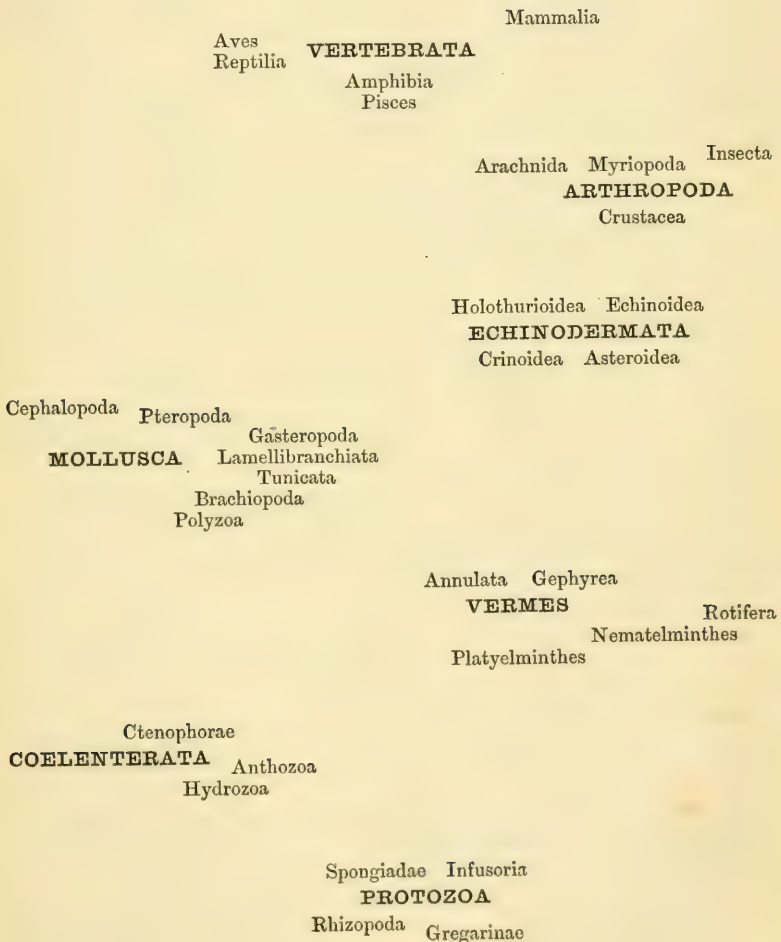 Mammalia
Aves
Reptilia VERTEBRATA
Amphibia
Pisces
Insecta
Arachnida Myriopoda
ARTHROPODA
Crustacea
Holothurioidea Echinoidea
ECHINODERMATA
Crinoidea Asteroidea
Cephalopoda Pteropoda
Gasteropoda
MOLLUSCA Lamellibranchiata
Tunicata
Brachiopoda
Polyzoa
Annulata Gephyrea
VERMES Rotifera
Nematelminthes
Platyelminthes
Ctenophorae
COELENTERATA Anthozoa
Hydrozoa
Spongiadae Infusoria
PROTOZOA
Rhizopoda Gregarinae